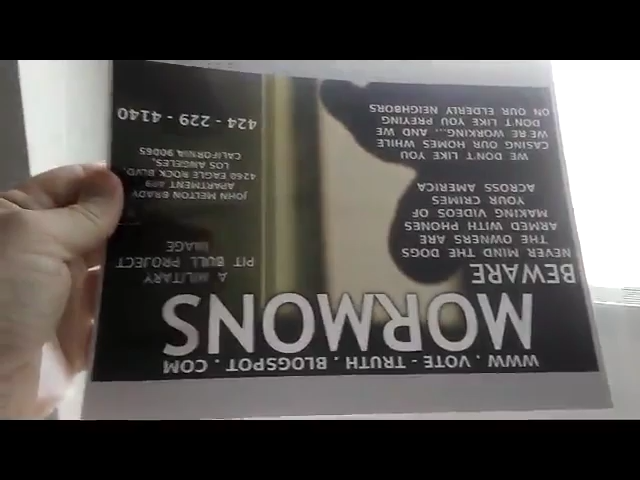 WWW . VOTE - TRUTH . BLOGSPOT . COM
MORMONS
BEWARE
NEVER MIND THE DOGS
THE OWNERS ARE
ARMED WITH PHONES
MAKING VIDEOS OF
YOUR CRIMES
ACROSS AMERICA
WE DON'T LIKE YOU
CASING OUR HOMES WHILE
WE'RE WORKING... AND WE
DON'T LIKE YOU PREYING
ON OUR ELDERLY NEIGHBORS
A MILITARY
PIT BULL PROJECT
IMAGE
JOHN MELTON BRADY
APARTMENT
4260 EAGLE ROCK BLVD.
LOS ANGELES,
CALIFORNIA 90065
424 - 229 - 4140